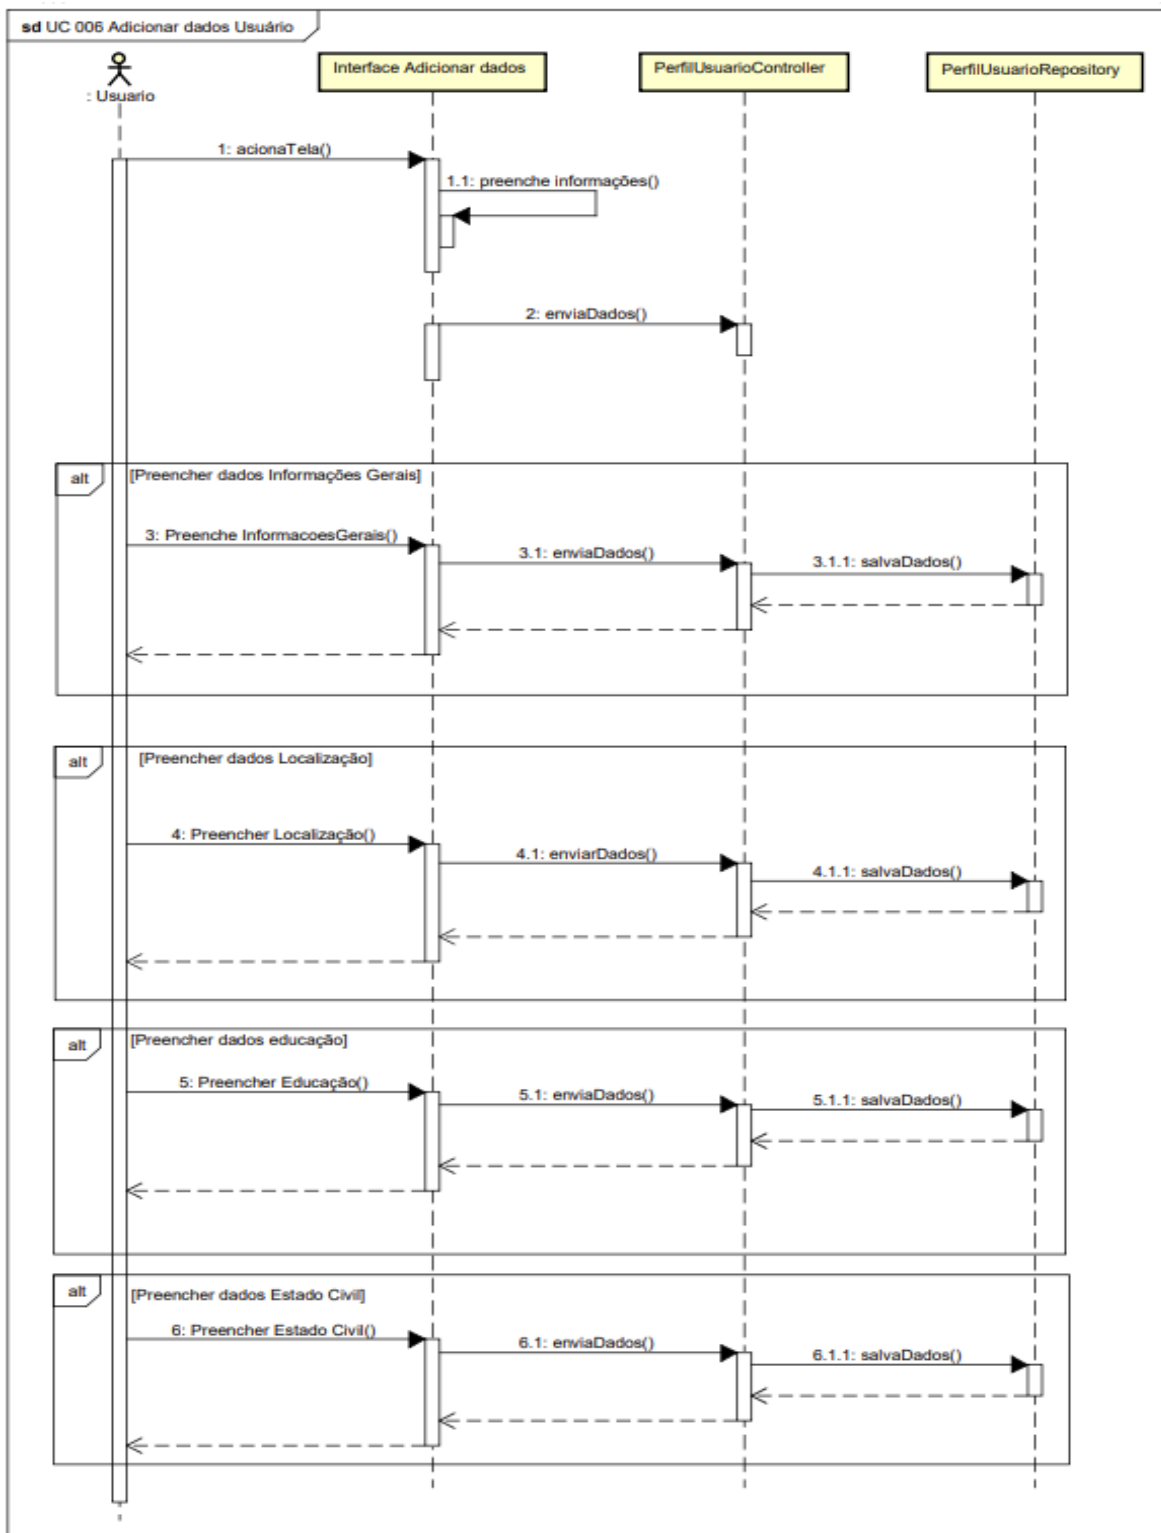 sd UC 006 Adicionar dados Usuário
: Usuario
Interface Adicionar dados
PerfilUsuarioController
PerfilUsuarioRepository
1: acionaTela()
1.1: preenche informações()
2: enviaDados()
alt
[Preencher dados Informações Gerais]
3: Preenche InformacoesGerais()
3.1: enviaDados()
3.1.1: salvaDados()
alt
[Preencher dados Localização]
4: Preencher Localização()
4.1: enviarDados()
4.1.1: salvaDados()
alt
[Preencher dados educação]
5: Preencher Educação()
5.1: enviaDados()
5.1.1: salvaDados()
alt
[Preencher dados Estado Civil]
6: Preencher Estado Civil()
6.1: enviaDados()
6.1.1: salvaDados()